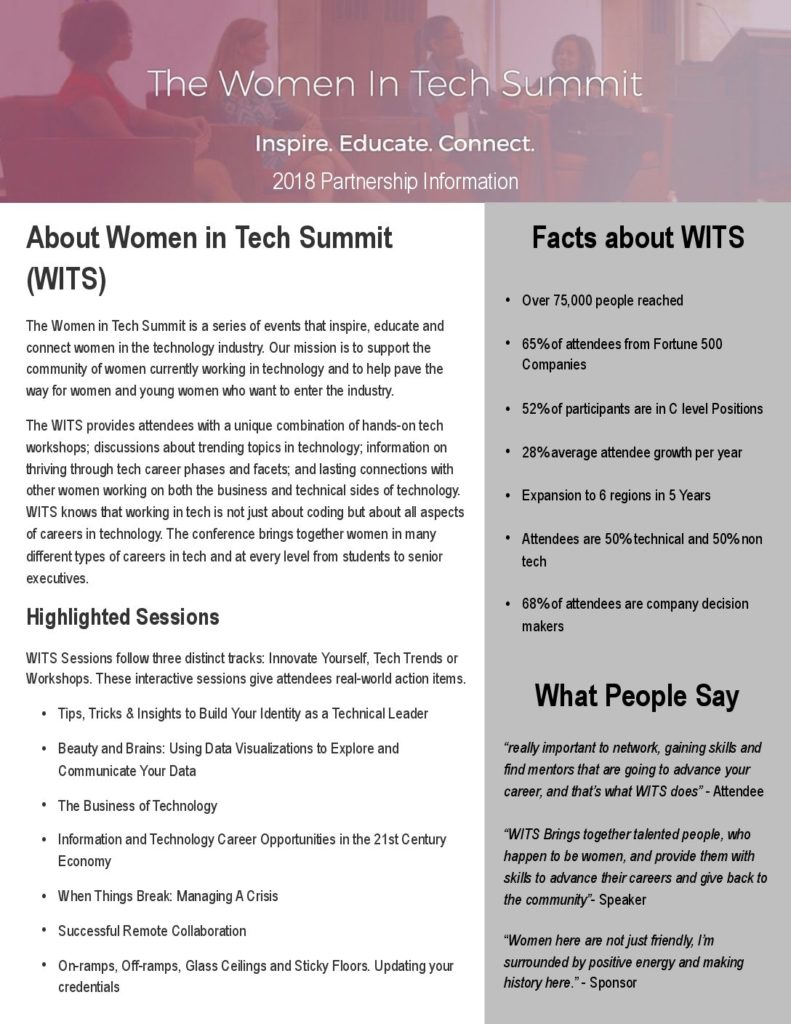 The Women In Tech Summit
Inspire. Educate. Connect.
2018 Partnership Information
About Women in Tech Summit
(WITS)
The Women in Tech Summit is a series of events that inspire, educate and
connect women in the technology industry. Our mission is to support the
community of women currently working in technology and to help pave the
way for women and young women who want to enter the industry.
The WITS provides attendees with a unique combination of hands-on tech
workshops; discussions about trending topics in technology; information on
thriving through tech career phases and facets; and lasting connections with
other women working on both the business and technical sides of technology.
WITS knows that working in tech is not just about coding but about all aspects
of careers in technology. The conference brings together women in many
different types of careers in tech and at every level from students to senior
executives.
Highlighted Sessions
WITS Sessions follow three distinct tracks: Innovate Yourself, Tech Trends or
Workshops. These interactive sessions give attendees real-world action items.
• Tips, Tricks & Insights to Build Your Identity as a Technical Leader
• Beauty and Brains: Using Data Visualizations to Explore and
Communicate Your Data
• The Business of Technology
• Information and Technology Career Opportunities in the 21st Century
Economy
• When Things Break: Managing A Crisis
• Successful Remote Collaboration
• On-ramps, Off-ramps, Glass Ceilings and Sticky Floors. Updating your
credentials
Facts about WITS
• Over 75,000 people reached
• 65% of attendees from Fortune 500
Companies
• 52% of participants are in C level Positions
• 28% average attendee growth per year
• Expansion to 6 regions in 5 Years
• Attendees are 50% technical and 50% non
tech
• 68% of attendees are company decision
makers
What People Say
“really important to network, gaining skills and
find mentors that are going to advance your
career, and that’s what WITS does” - Attendee
“WITS Brings together talented people, who
happen to be women, and provide them with
skills to advance their careers and give back to
the community”- Speaker
“Women here are not just friendly, I’m
surrounded by positive energy and making
history here.” - Sponsor